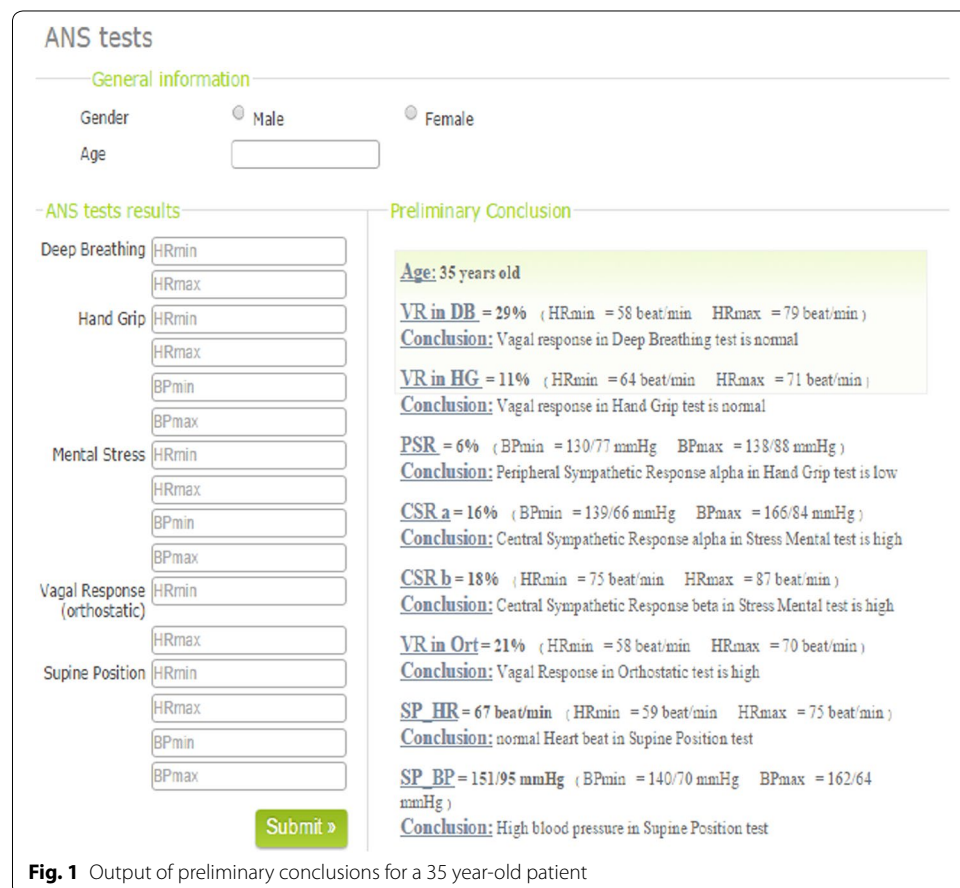 ANS tests
General information
Gender Male Female
Age
ANS tests results
Deep Breathing HRmin
HRmax
Hand Grip HRmin
HRmax
BPmin
BPmax
Mental Stress HRmin
HRmax
BPmin
BPmax
Vagal Response HRmin
(orthostatic)
HRmax
Supine Position HRmin
HRmax
BPmin
BPmax
Submit »
Preliminary Conclusion
Age: 35 years old
VR in DB = 29% ( HRmin = 58 beat/min HRmax = 79 beat/min )
Conclusion: Vagal response in Deep Breathing test is normal
VR in HG = 11% ( HRmin = 64 beat/min HRmax = 71 beat/min )
Conclusion: Vagal response in Hand Grip test is normal
PSR = 6% ( BPmin = 130/77 mmHg BPmax = 138/88 mmHg )
Conclusion: Peripheral Sympathetic Response alpha in Hand Grip test is low
CSR a = 16% ( BPmin = 139/66 mmHg BPmax = 166/84 mmHg )
Conclusion: Central Sympathetic Response alpha in Stress Mental test is high
CSR b = 18% ( HRmin = 75 beat/min HRmax = 87 beat/min )
Conclusion: Central Sympathetic Response beta in Stress Mental test is high
VR in Ort = 21% ( HRmin = 58 beat/min HRmax = 70 beat/min )
Conclusion: Vagal Response in Orthostatic test is high
SP_HR = 67 beat/min ( HRmin = 59 beat/min HRmax = 75 beat/min )
Conclusion: normal Heart beat in Supine Position test
SP_BP = 151/95 mmHg ( BPmin = 140/70 mmHg BPmax = 162/64
mmHg )
Conclusion: High blood pressure in Supine Position test
Fig. 1 Output of preliminary conclusions for a 35 year-old patient